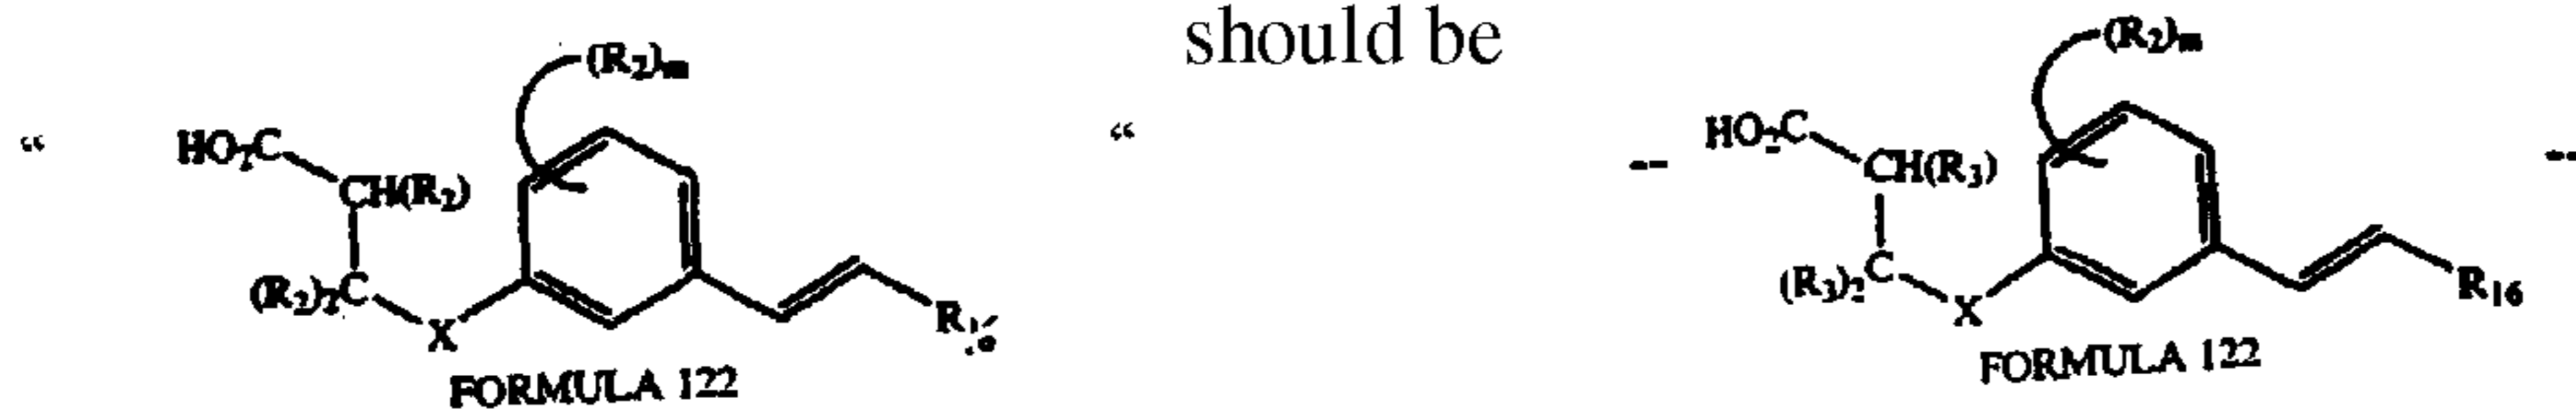 “ HO₂C CH(R₂) (R₂)₂C X (R₂)ₘ “
FORMULA 122
should be
-- HO₂C CH(R₃) (R₃)₂C X (R₂)ₘ R₁₆ --
FORMULA 122